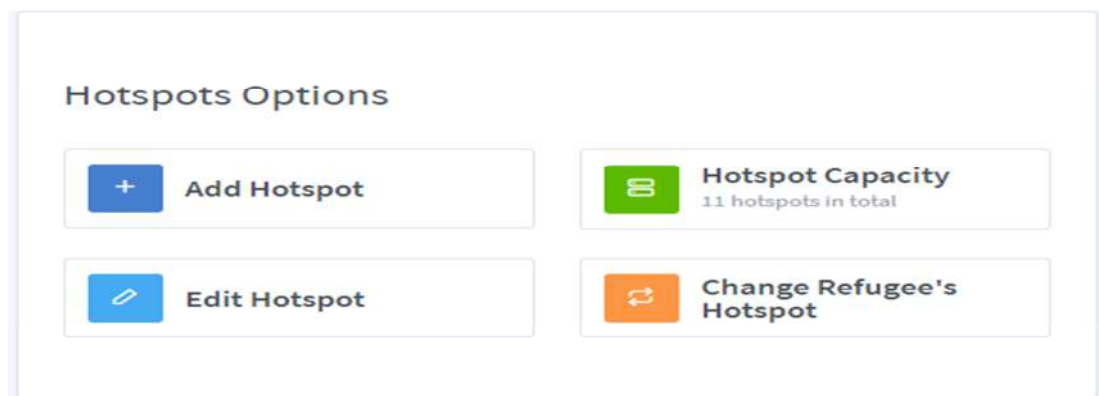 Hotspots Options
Add Hotspot
Hotspot Capacity
11 hotspots in total
Edit Hotspot
Change Refugee's
Hotspot